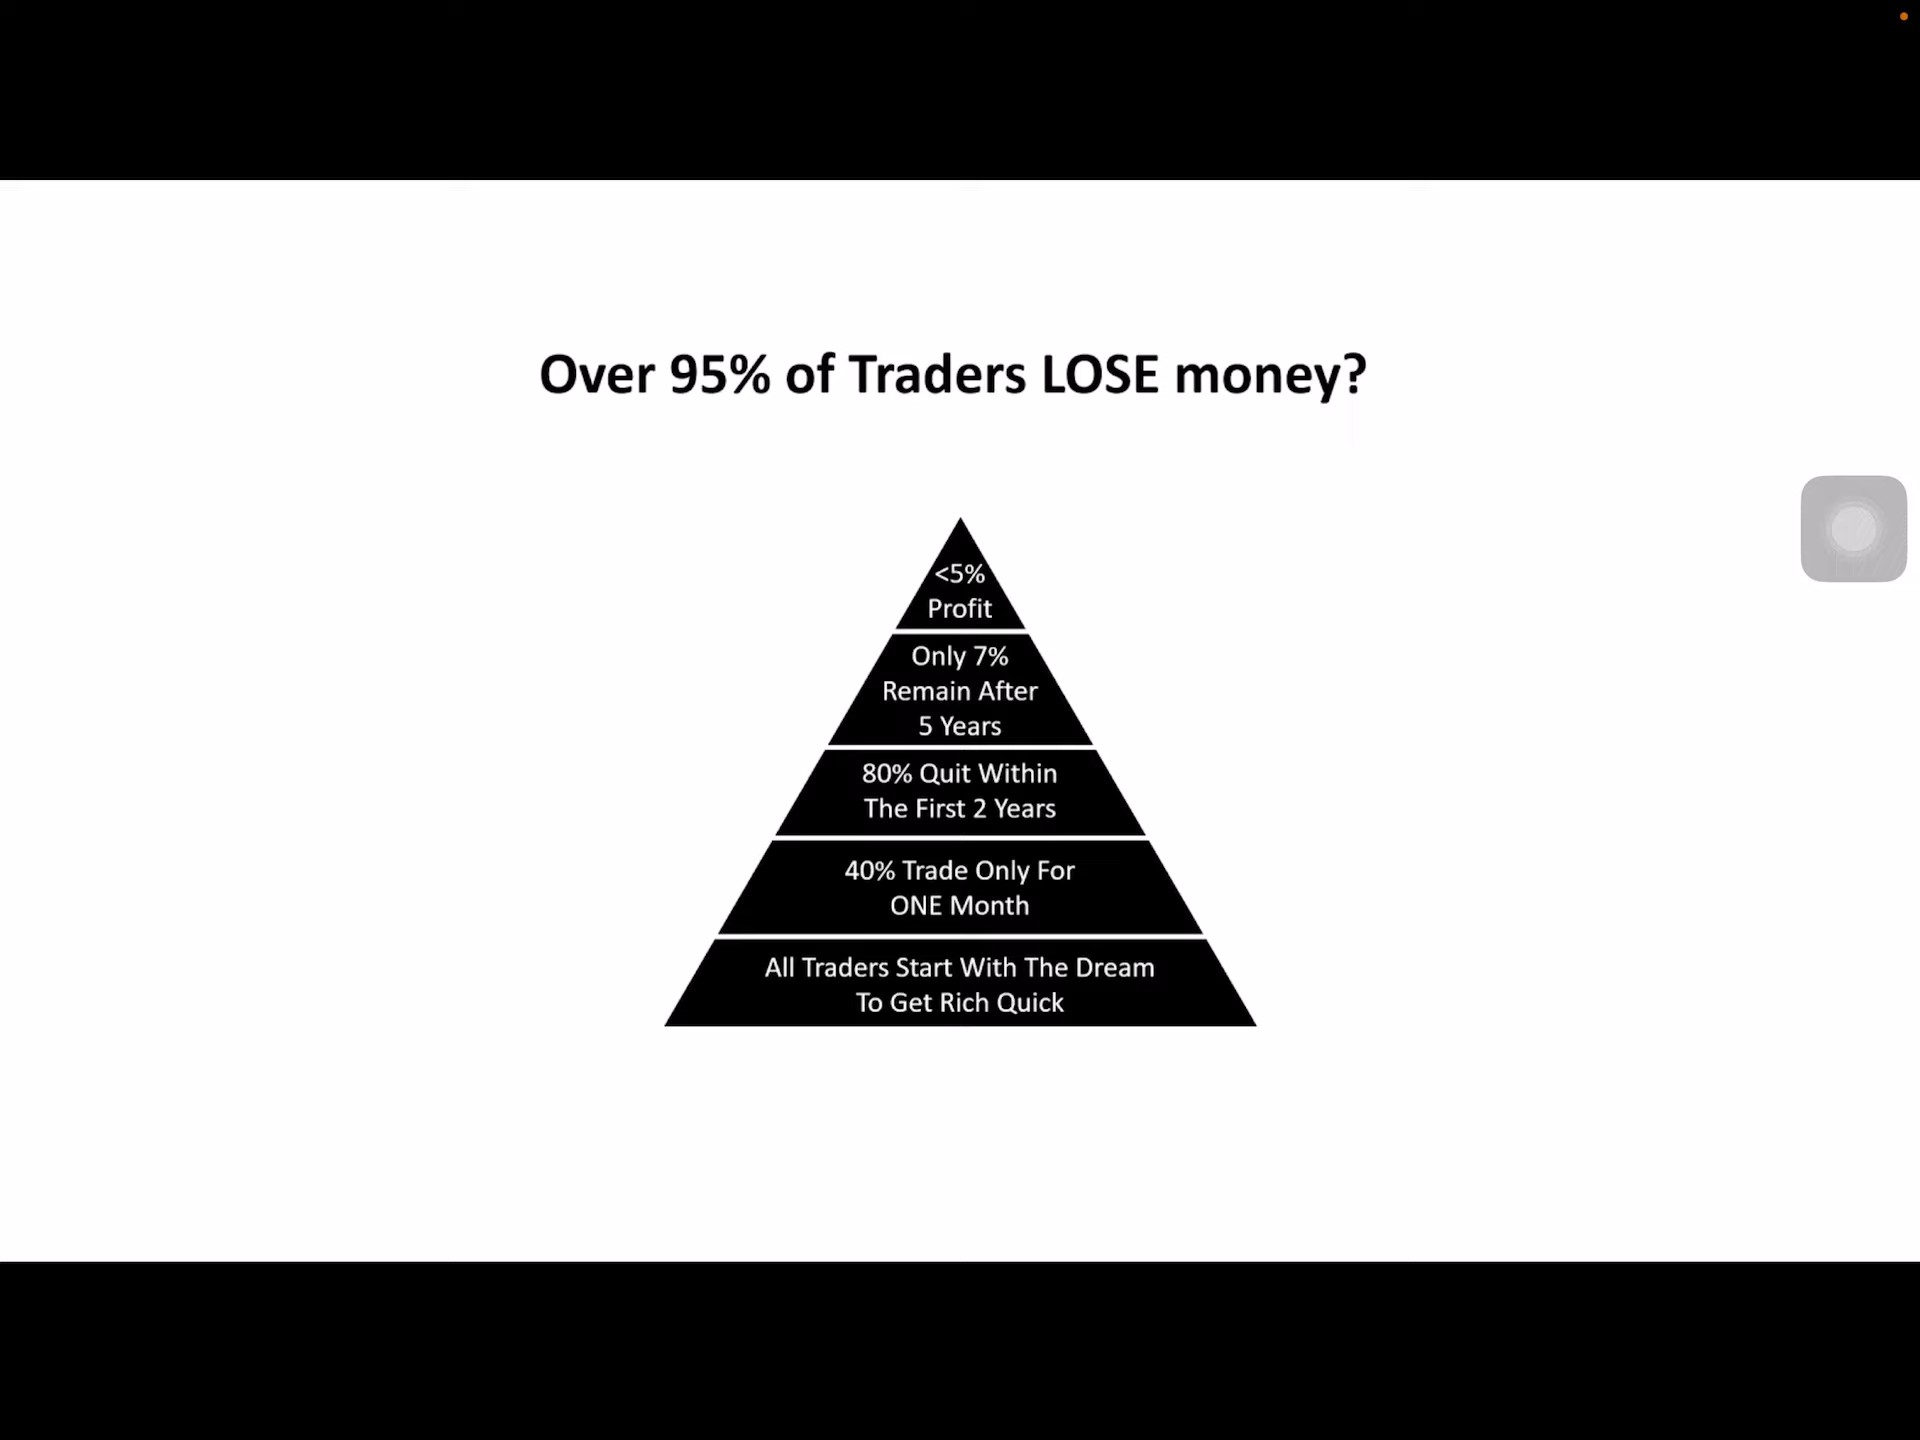 Over 95% of Traders LOSE money?
<5%
Profit
Only 7%
Remain After
5 Years
80% Quit Within
The First 2 Years
40% Trade Only For
ONE Month
All Traders Start With The Dream
To Get Rich Quick